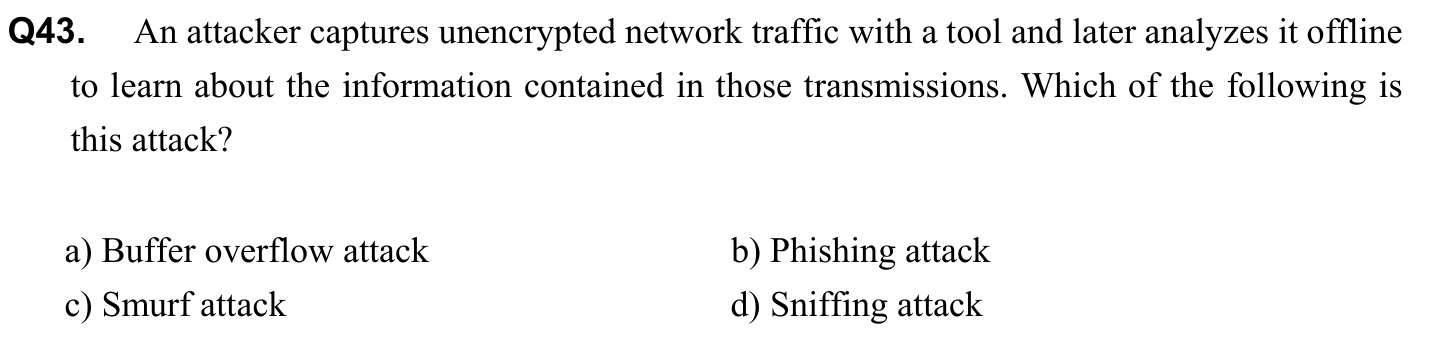 Q43. An attacker captures unencrypted network traffic with a tool and later analyzes it offline
to learn about the information contained in those transmissions. Which of the following is
this attack?
a) Buffer overflow attack b) Phishing attack
c) Smurf attack d) Sniffing attack